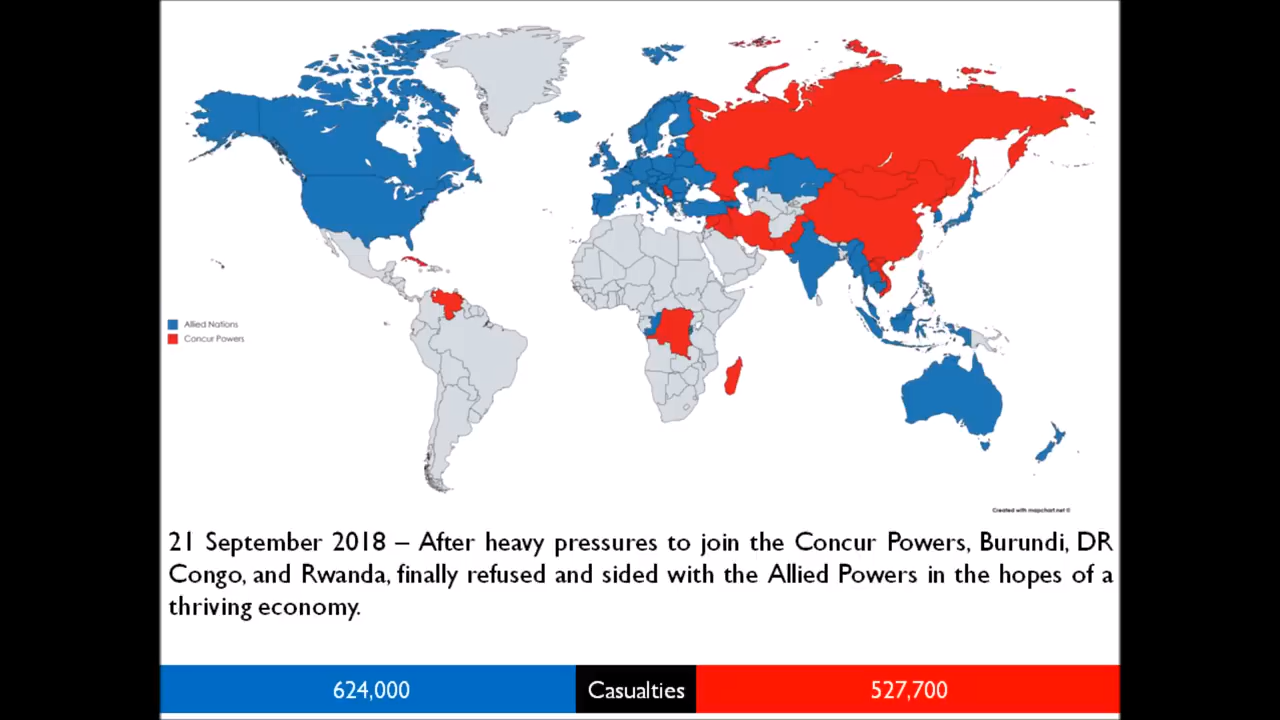 Allied Nations
Concur Powers
Created with mapchart.net ©
21 September 2018 – After heavy pressures to join the Concur Powers, Burundi, DR
Congo, and Rwanda, finally refused and sided with the Allied Powers in the hopes of a
thriving economy.
624,000
Casualties
527,700